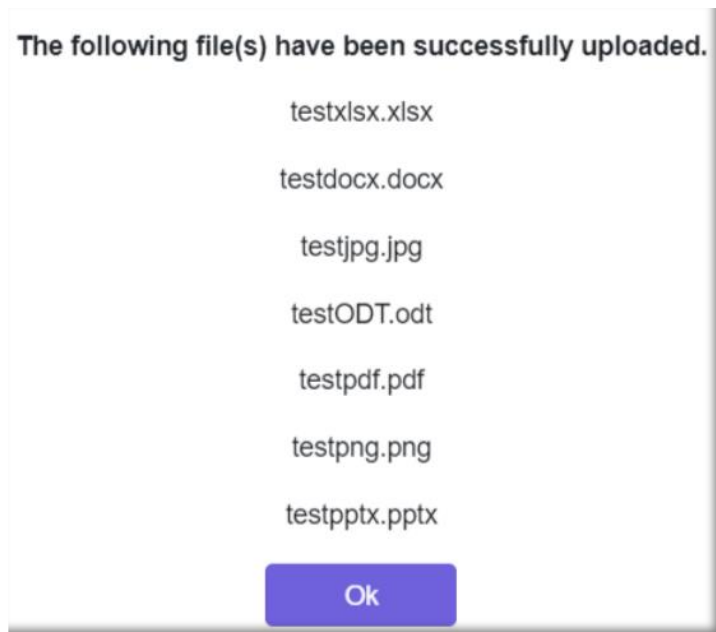 The following file(s) have been successfully uploaded.
testxlsx.xlsx
testdocx.docx
testjpg.jpg
testODT.odt
testpdf.pdf
testpng.png
testpptx.pptx
Ok